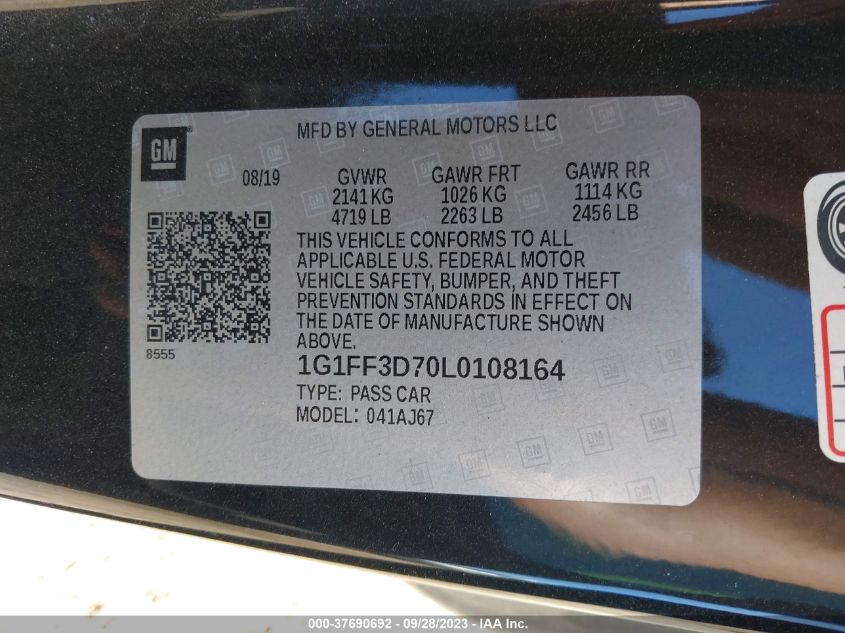 GM
MFD BY GENERAL MOTORS LLC
08/19 GVWR GAWR FRT GAWR RR
2141 KG 1026 KG 1114 KG
4719 LB 2263 LB 2456 LB
THIS VEHICLE CONFORMS TO ALL
APPLICABLE U.S. FEDERAL MOTOR
VEHICLE SAFETY, BUMPER, AND THEFT
PREVENTION STANDARDS IN EFFECT ON
THE DATE OF MANUFACTURE SHOWN
ABOVE.
8555
1G1FF3D70L0108164
TYPE: PASS CAR
MODEL: 041AJ67
000-37690692 - 09/28/2023 - IAA Inc.